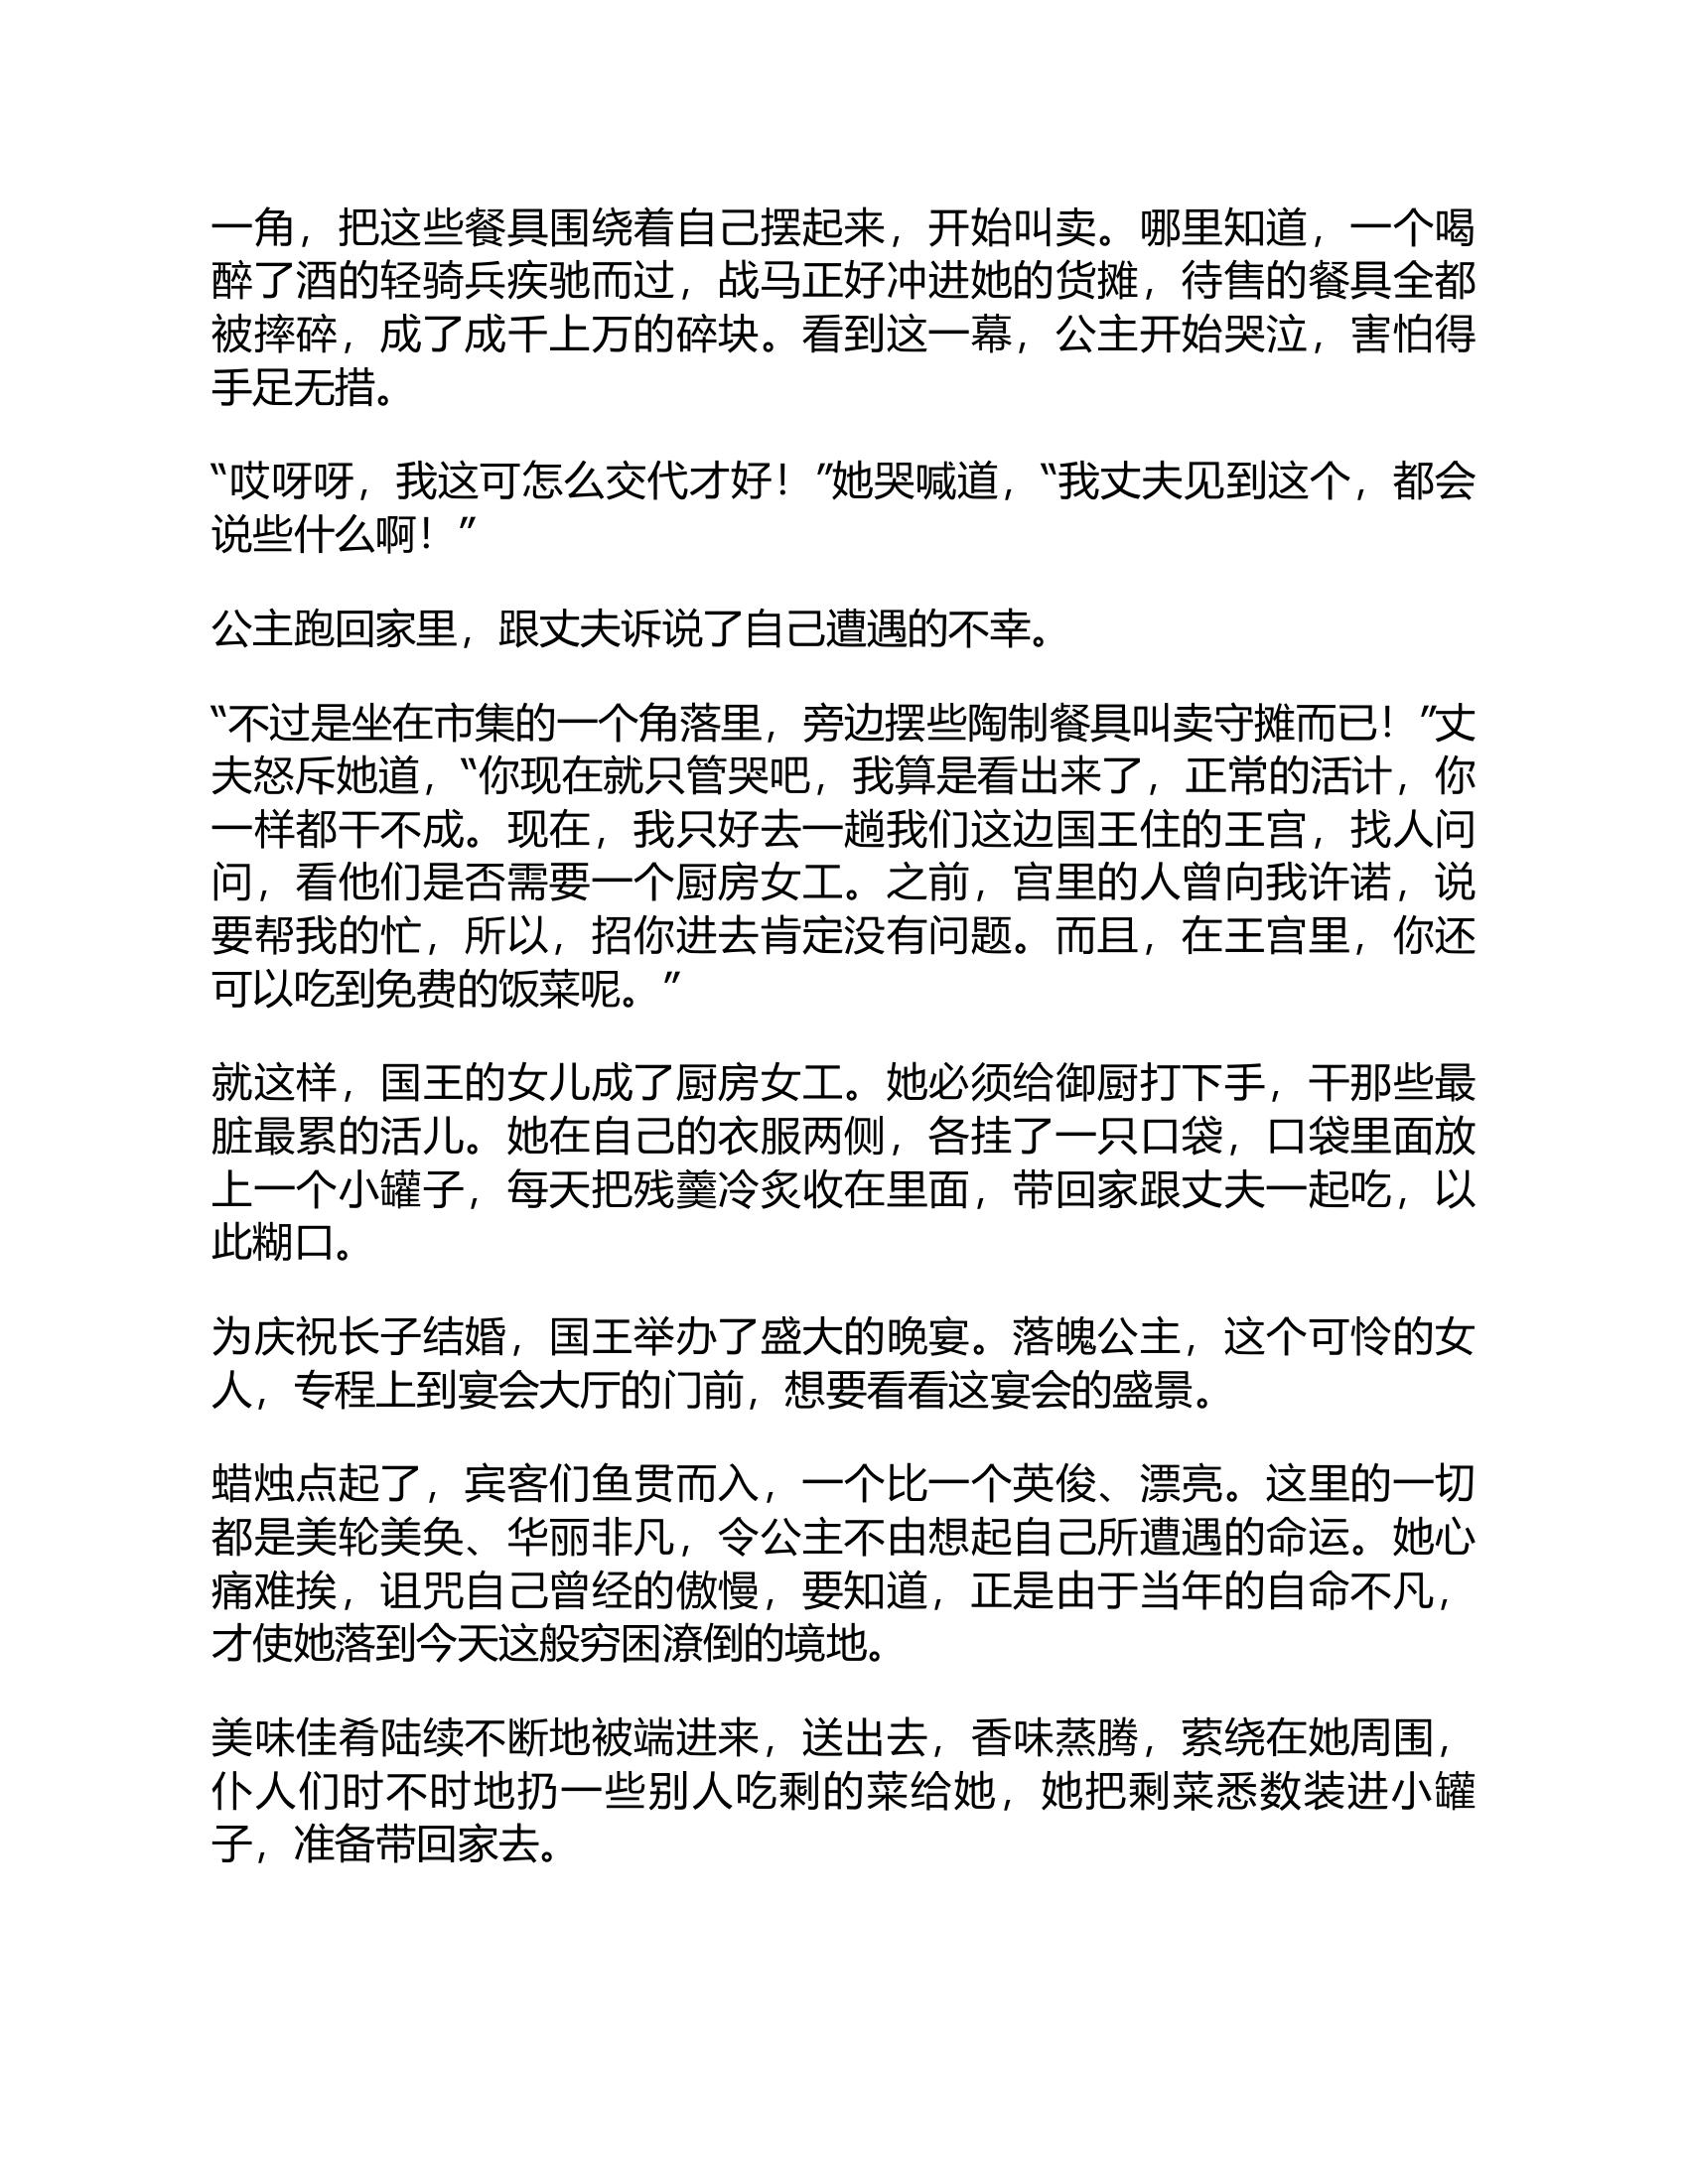 一角，把这些餐具围绕着自己摆起来，开始叫卖。哪里知道，一个喝
醉了酒的轻骑兵疾驰而过，战马正好冲进她的货摊，待售的餐具全都
被摔碎，成了成千上万的碎块。看到这一幕，公主开始哭泣，害怕得
手足无措。
“哎呀呀，我这可怎么交代才好！”她哭喊道，“我丈夫见到这个，都会
说些什么啊！”
公主跑回家里，跟丈夫诉说了自己遭遇的不幸。
“不过是坐在市集的一个角落里，旁边摆些陶制餐具叫卖守摊而已！”丈
夫怒斥她道，“你现在就只管哭吧，我算是看出来了，正常的活计，你
一样都干不成。现在，我只好去一趟我们这边国王住的王宫，找人问
问，看他们是否需要一个厨房女工。之前，宫里的人曾向我许诺，说
要帮我的忙，所以，招你进去肯定没有问题。而且，在王宫里，你还
可以吃到免费的饭菜呢。”
就这样，国王的女儿成了厨房女工。她必须给御厨打下手，干那些最
脏最累的活儿。她在自己的衣服两侧，各挂了一只口袋，口袋里面放
上一个小罐子，每天把残羹冷炙收在里面，带回家跟丈夫一起吃，以
此糊口。
为庆祝长子结婚，国王举办了盛大的晚宴。落魄公主，这个可怜的女
人，专程上到宴会大厅的门前，想要看看这宴会的盛景。
蜡烛点起了，宾客们鱼贯而入，一个比一个英俊、漂亮。这里的一切
都是美轮美奂、华丽非凡，令公主不由想起自己所遭遇的命运。她心
痛难挨，诅咒自己曾经的傲慢，要知道，正是由于当年的自命不凡，
才使她落到今天这般穷困潦倒的境地。
美味佳肴陆续不断地被端进来，送出去，香味蒸腾，萦绕在她周围，
仆人们时不时地扔一些别人吃剩的菜给她，她把剩菜悉数装进小罐
子，准备带回家去。